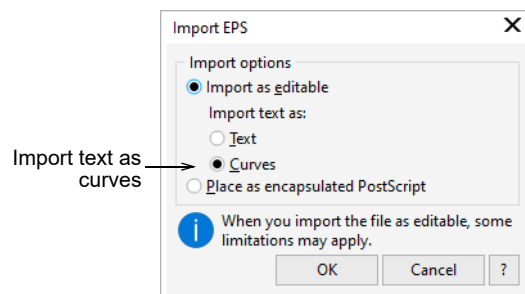 Import EPS
Import options
Import as editable
Import text as:
Text
Import text as
curves
Curves
Place as encapsulated PostScript
When you import the file as editable, some
limitations may apply.
OK
Cancel
?